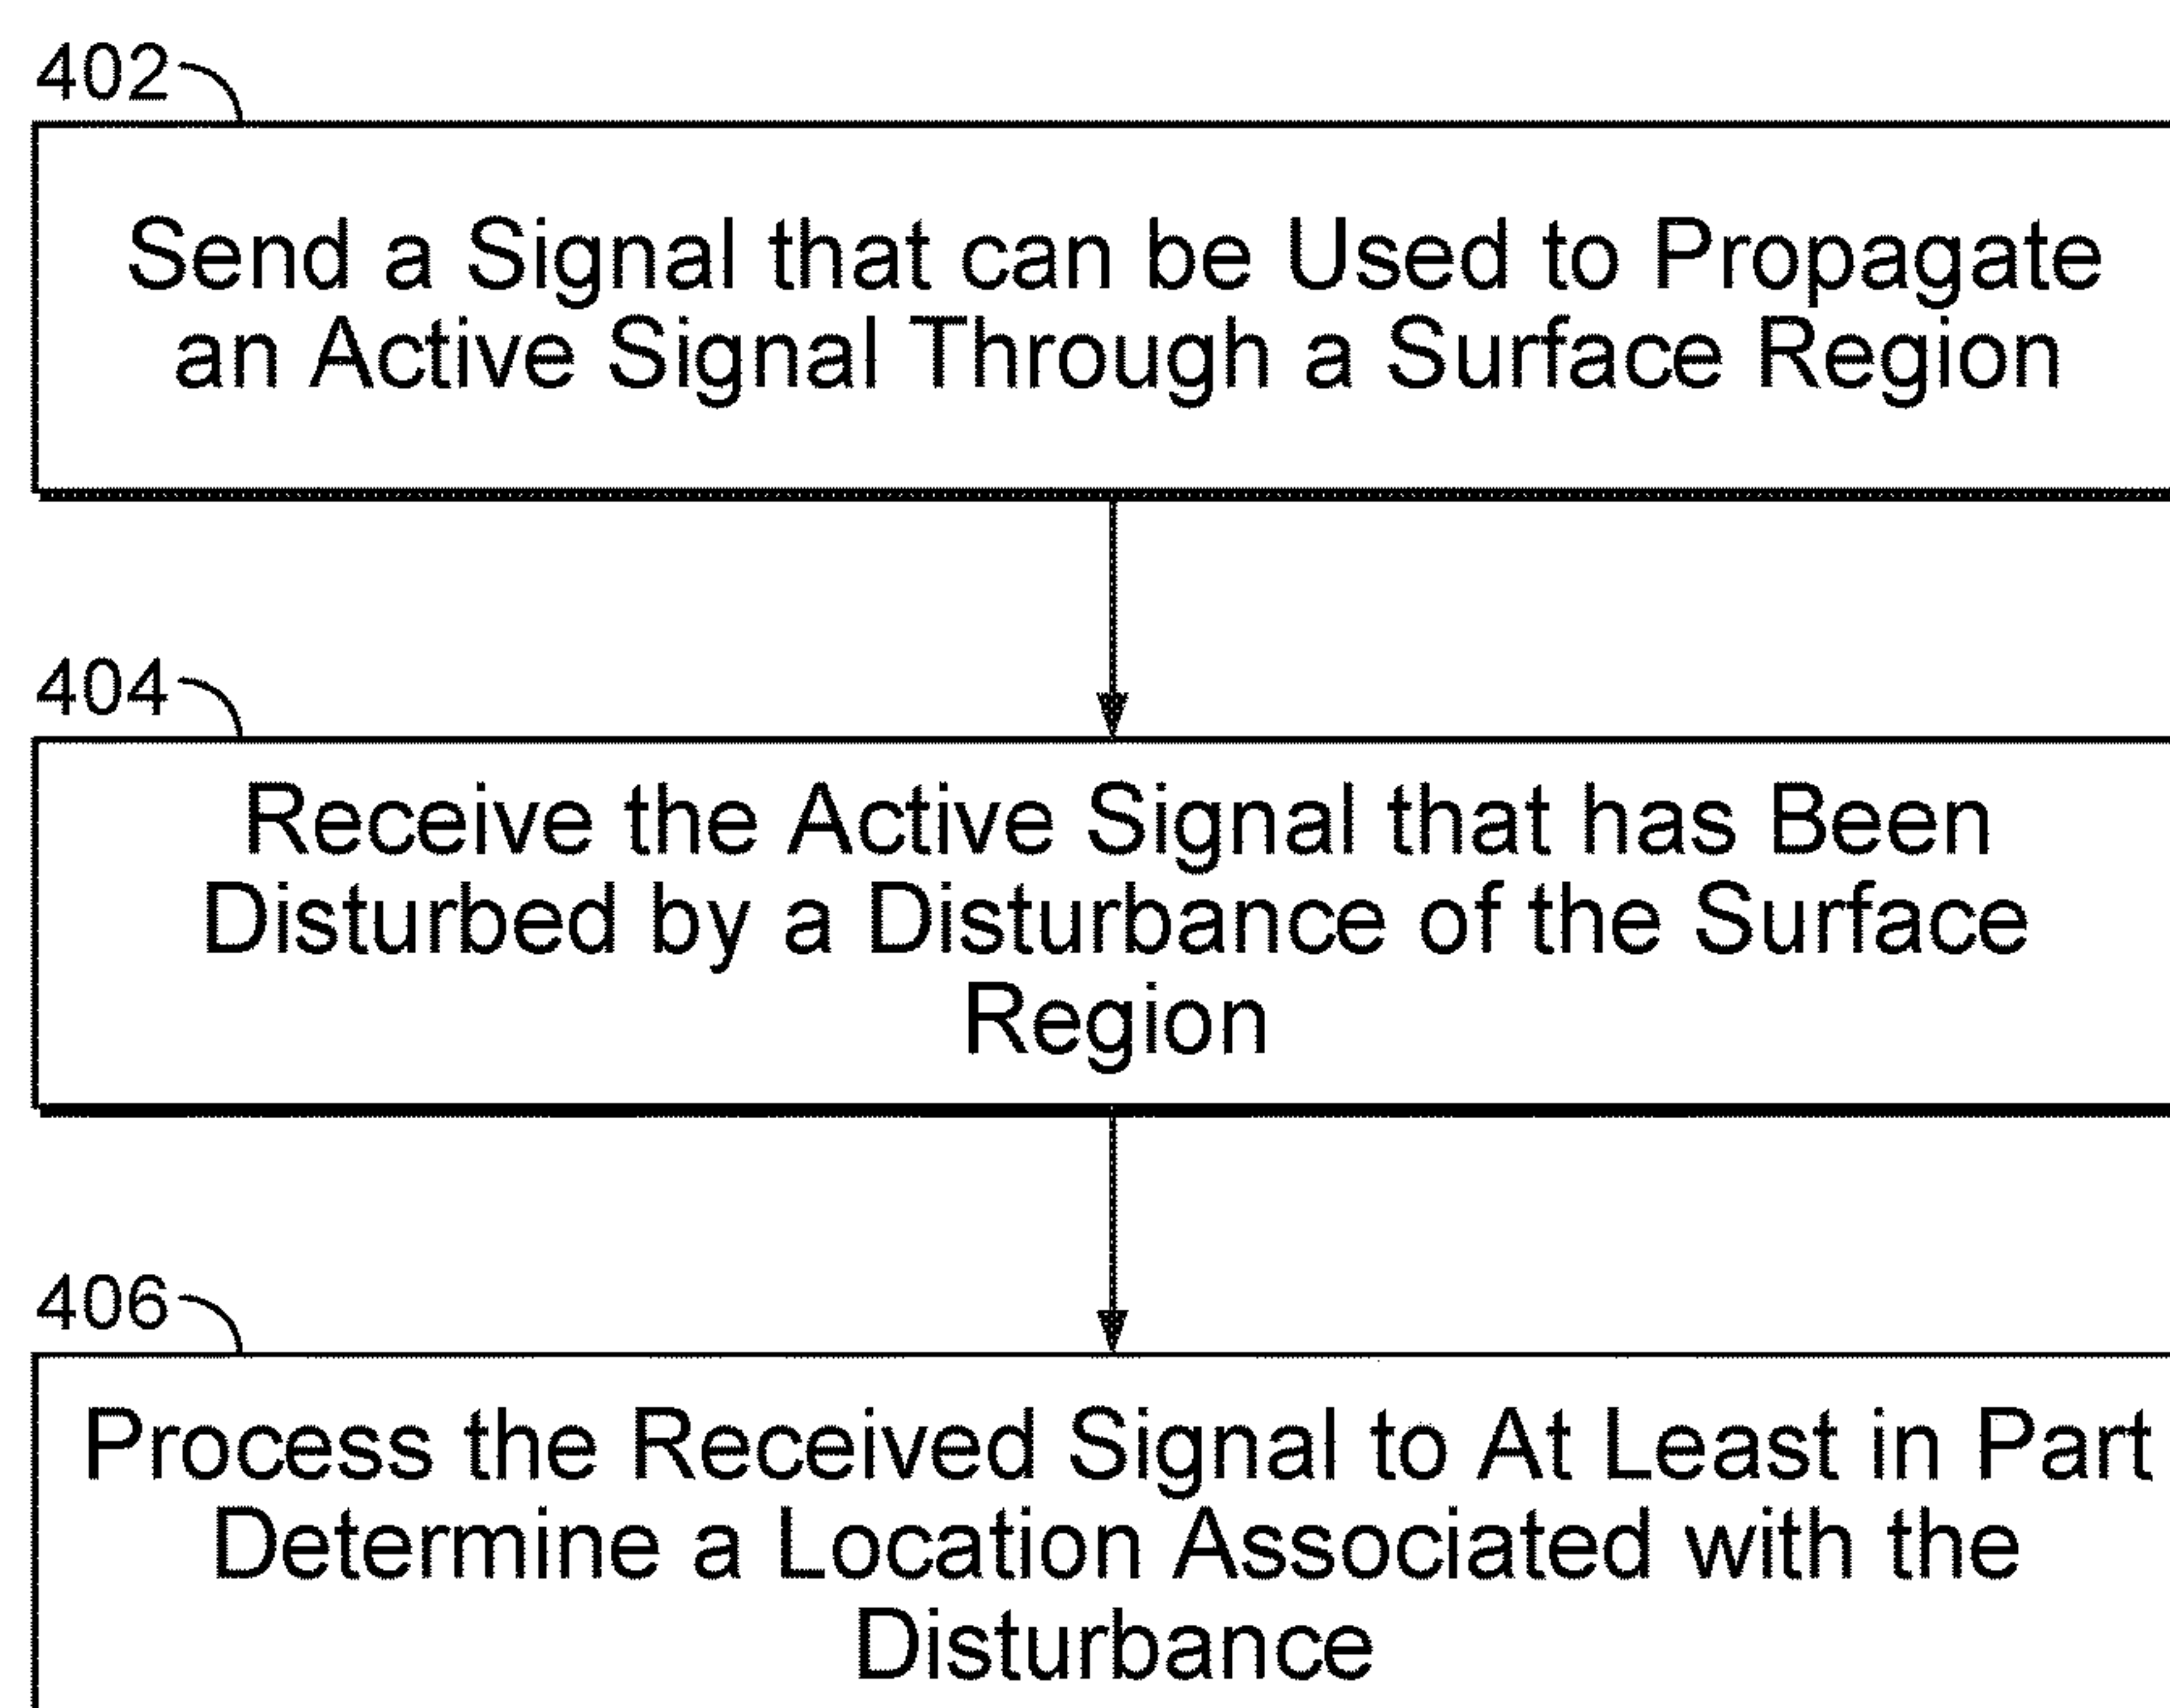 402
Send a Signal that can be Used to Propagate
an Active Signal Through a Surface Region
404
Receive the Active Signal that has Been
Disturbed by a Disturbance of the Surface
Region
406
Process the Received Signal to At Least in Part
Determine a Location Associated with the
Disturbance